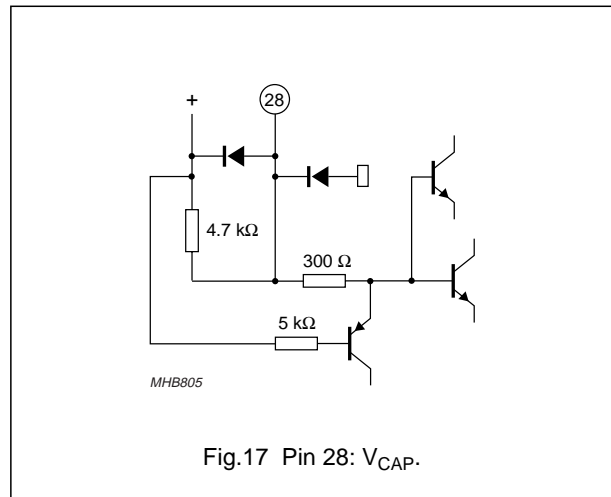 + 28
4.7 kΩ
300 Ω
5 kΩ
MHB805
Fig.17 Pin 28: VCAP.